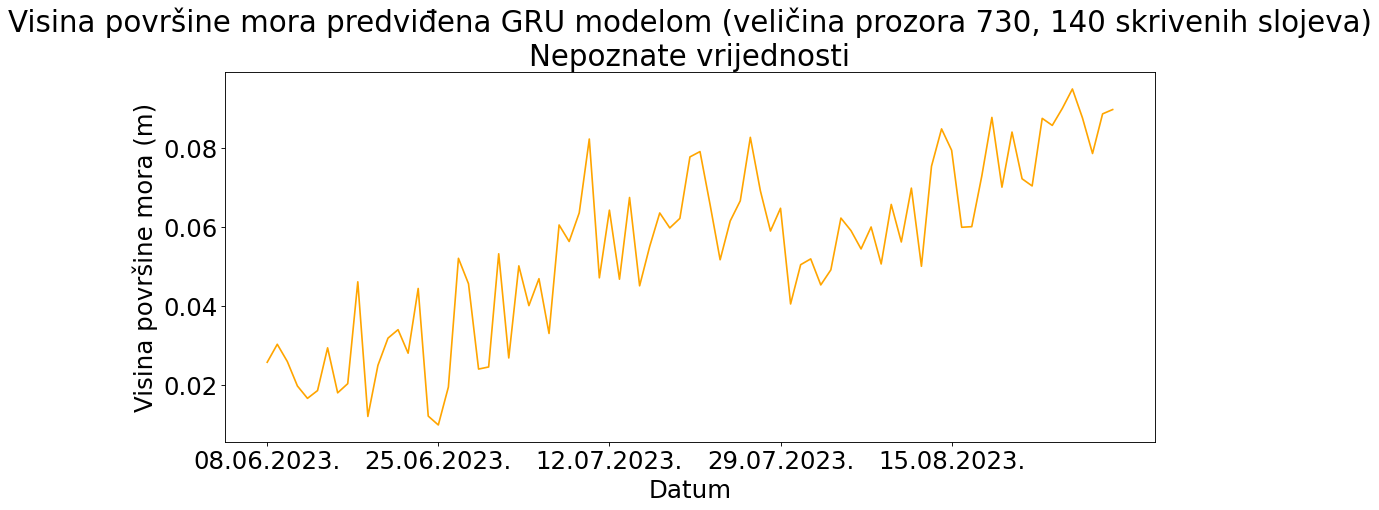 Visina površine mora predviđena GRU modelom (veličina prozora 730, 140 skrivenih slojeva)
Nepoznate vrijednosti
Visina površine mora (m)
0.08
0.06
0.04
0.02
08.06.2023. 25.06.2023. 12.07.2023. 29.07.2023. 15.08.2023.
Datum